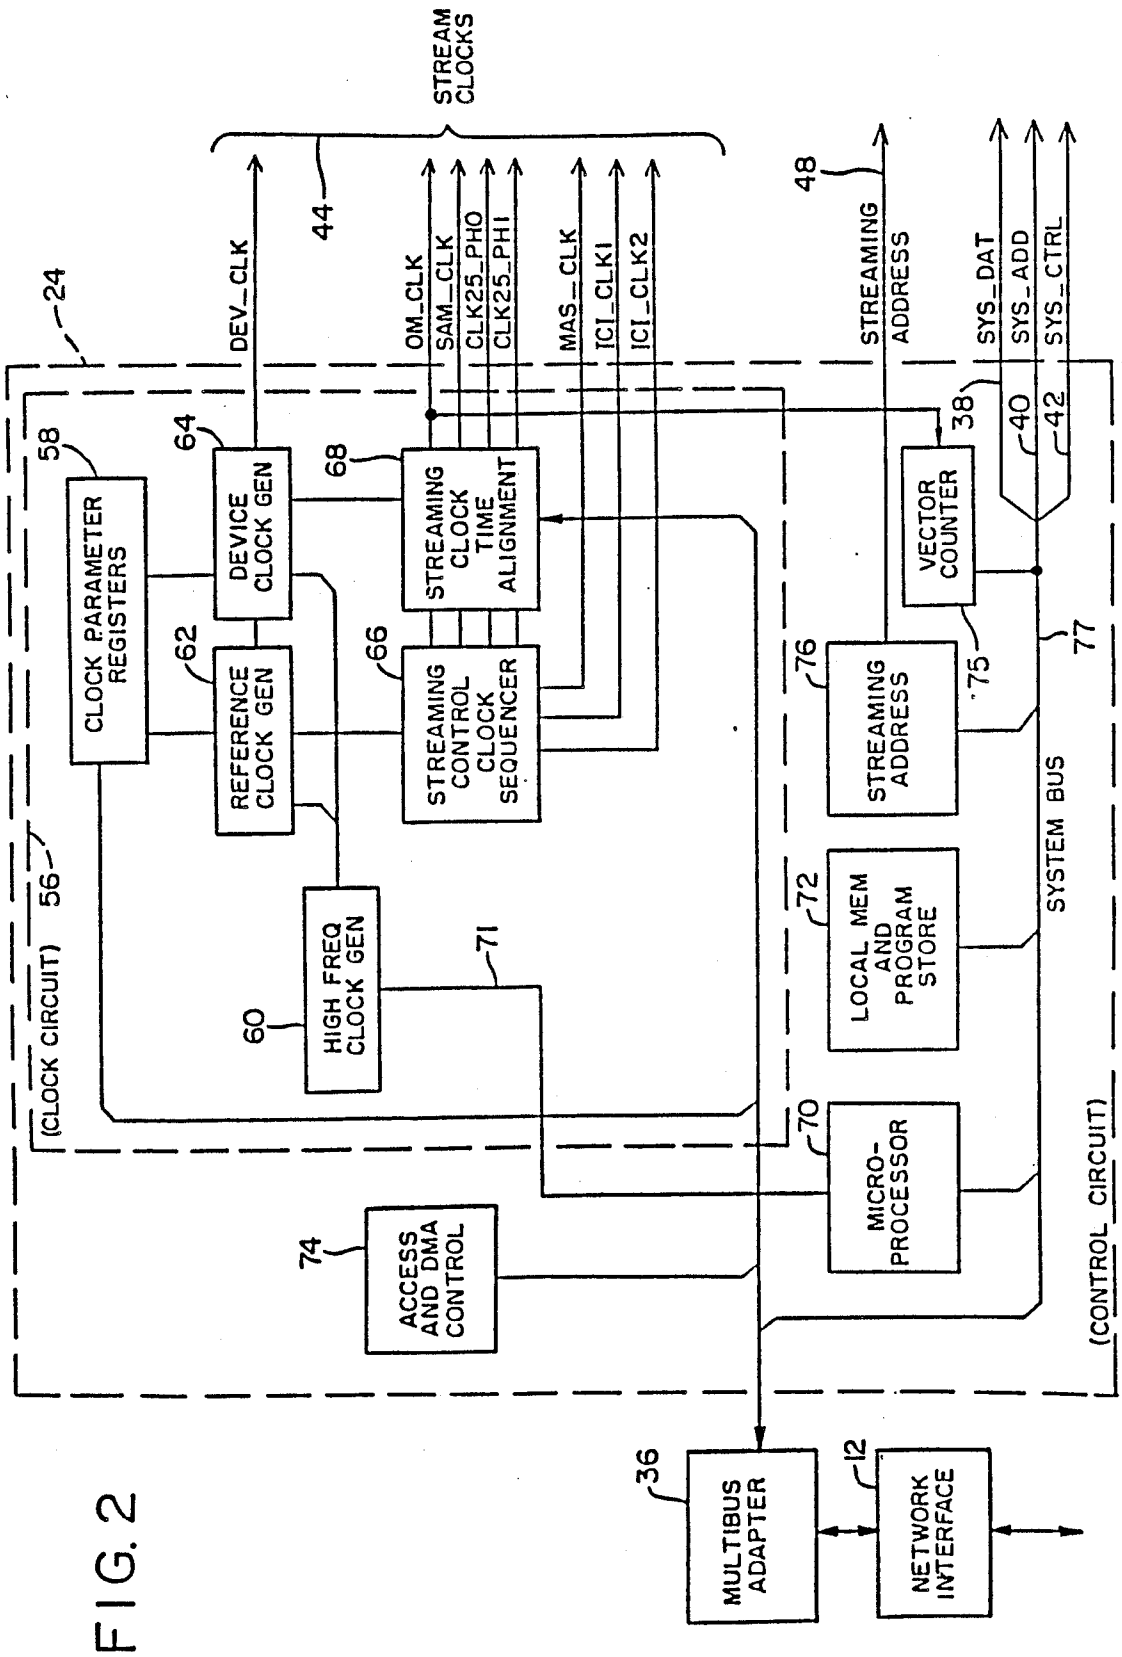 FIG. 2
24
(CLOCK CIRCUIT)
56
58
CLOCK PARAMETER
REGISTERS
62
REFERENCE
CLOCK GEN
64
DEVICE
CLOCK GEN
DEV_CLK
44
STREAM
CLOCKS
60
HIGH FREQ
CLOCK GEN
71
66
STREAMING
CONTROL
CLOCK
SEQUENCER
68
STREAMING
CLOCK
TIME
ALIGNMENT
OM_CLK
SAM_CLK
CLK25_PH0
CLK25_PH1
MAS_CLK
ICI_CLK1
ICI_CLK2
74
ACCESS
AND DMA
CONTROL
36
MULTIBUS
ADAPTER
12
NETWORK
INTERFACE
70
MICRO-
PROCESSOR
72
LOCAL MEM
AND
PROGRAM
STORE
76
STREAMING
ADDRESS
75
VECTOR
COUNTER
48
STREAMING
ADDRESS
38
SYS_DAT
40
SYS_ADD
42
SYS_CTRL
77
SYSTEM BUS
(CONTROL CIRCUIT)